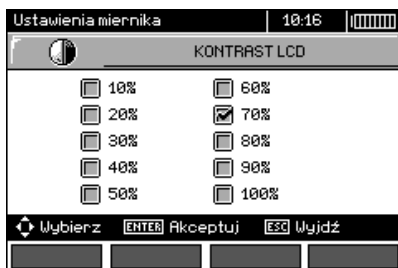 Ustawienia miernika 10:16
KONTRAST LCD
10% 60%
20% 70%
30% 80%
40% 90%
50% 100%
Wybierz ENTER Akceptuj ESC Wyjdź